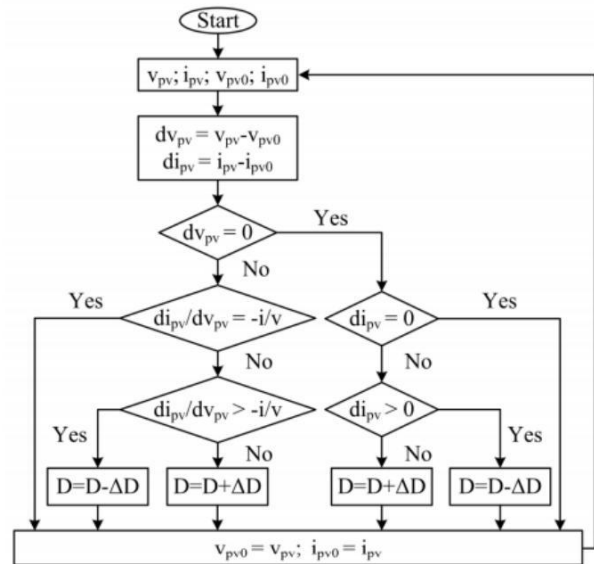 Start
v_pv; i_pv; v_pv0; i_pv0
dv_pv = v_pv-v_pv0
di_pv = i_pv-i_pv0
dv_pv = 0
Yes
No
Yes
di_pv/dv_pv = -i/v
di_pv = 0
Yes
No
No
di_pv/dv_pv > -i/v
di_pv > 0
Yes
No
No
Yes
D=D-ΔD
D=D+ΔD
D=D+ΔD
D=D-ΔD
v_pv0 = v_pv; i_pv0 = i_pv